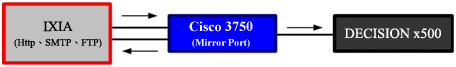 IXIA
(Http、SMTP、FTP)
Cisco 3750
(Mirror Port)
DECISION x500